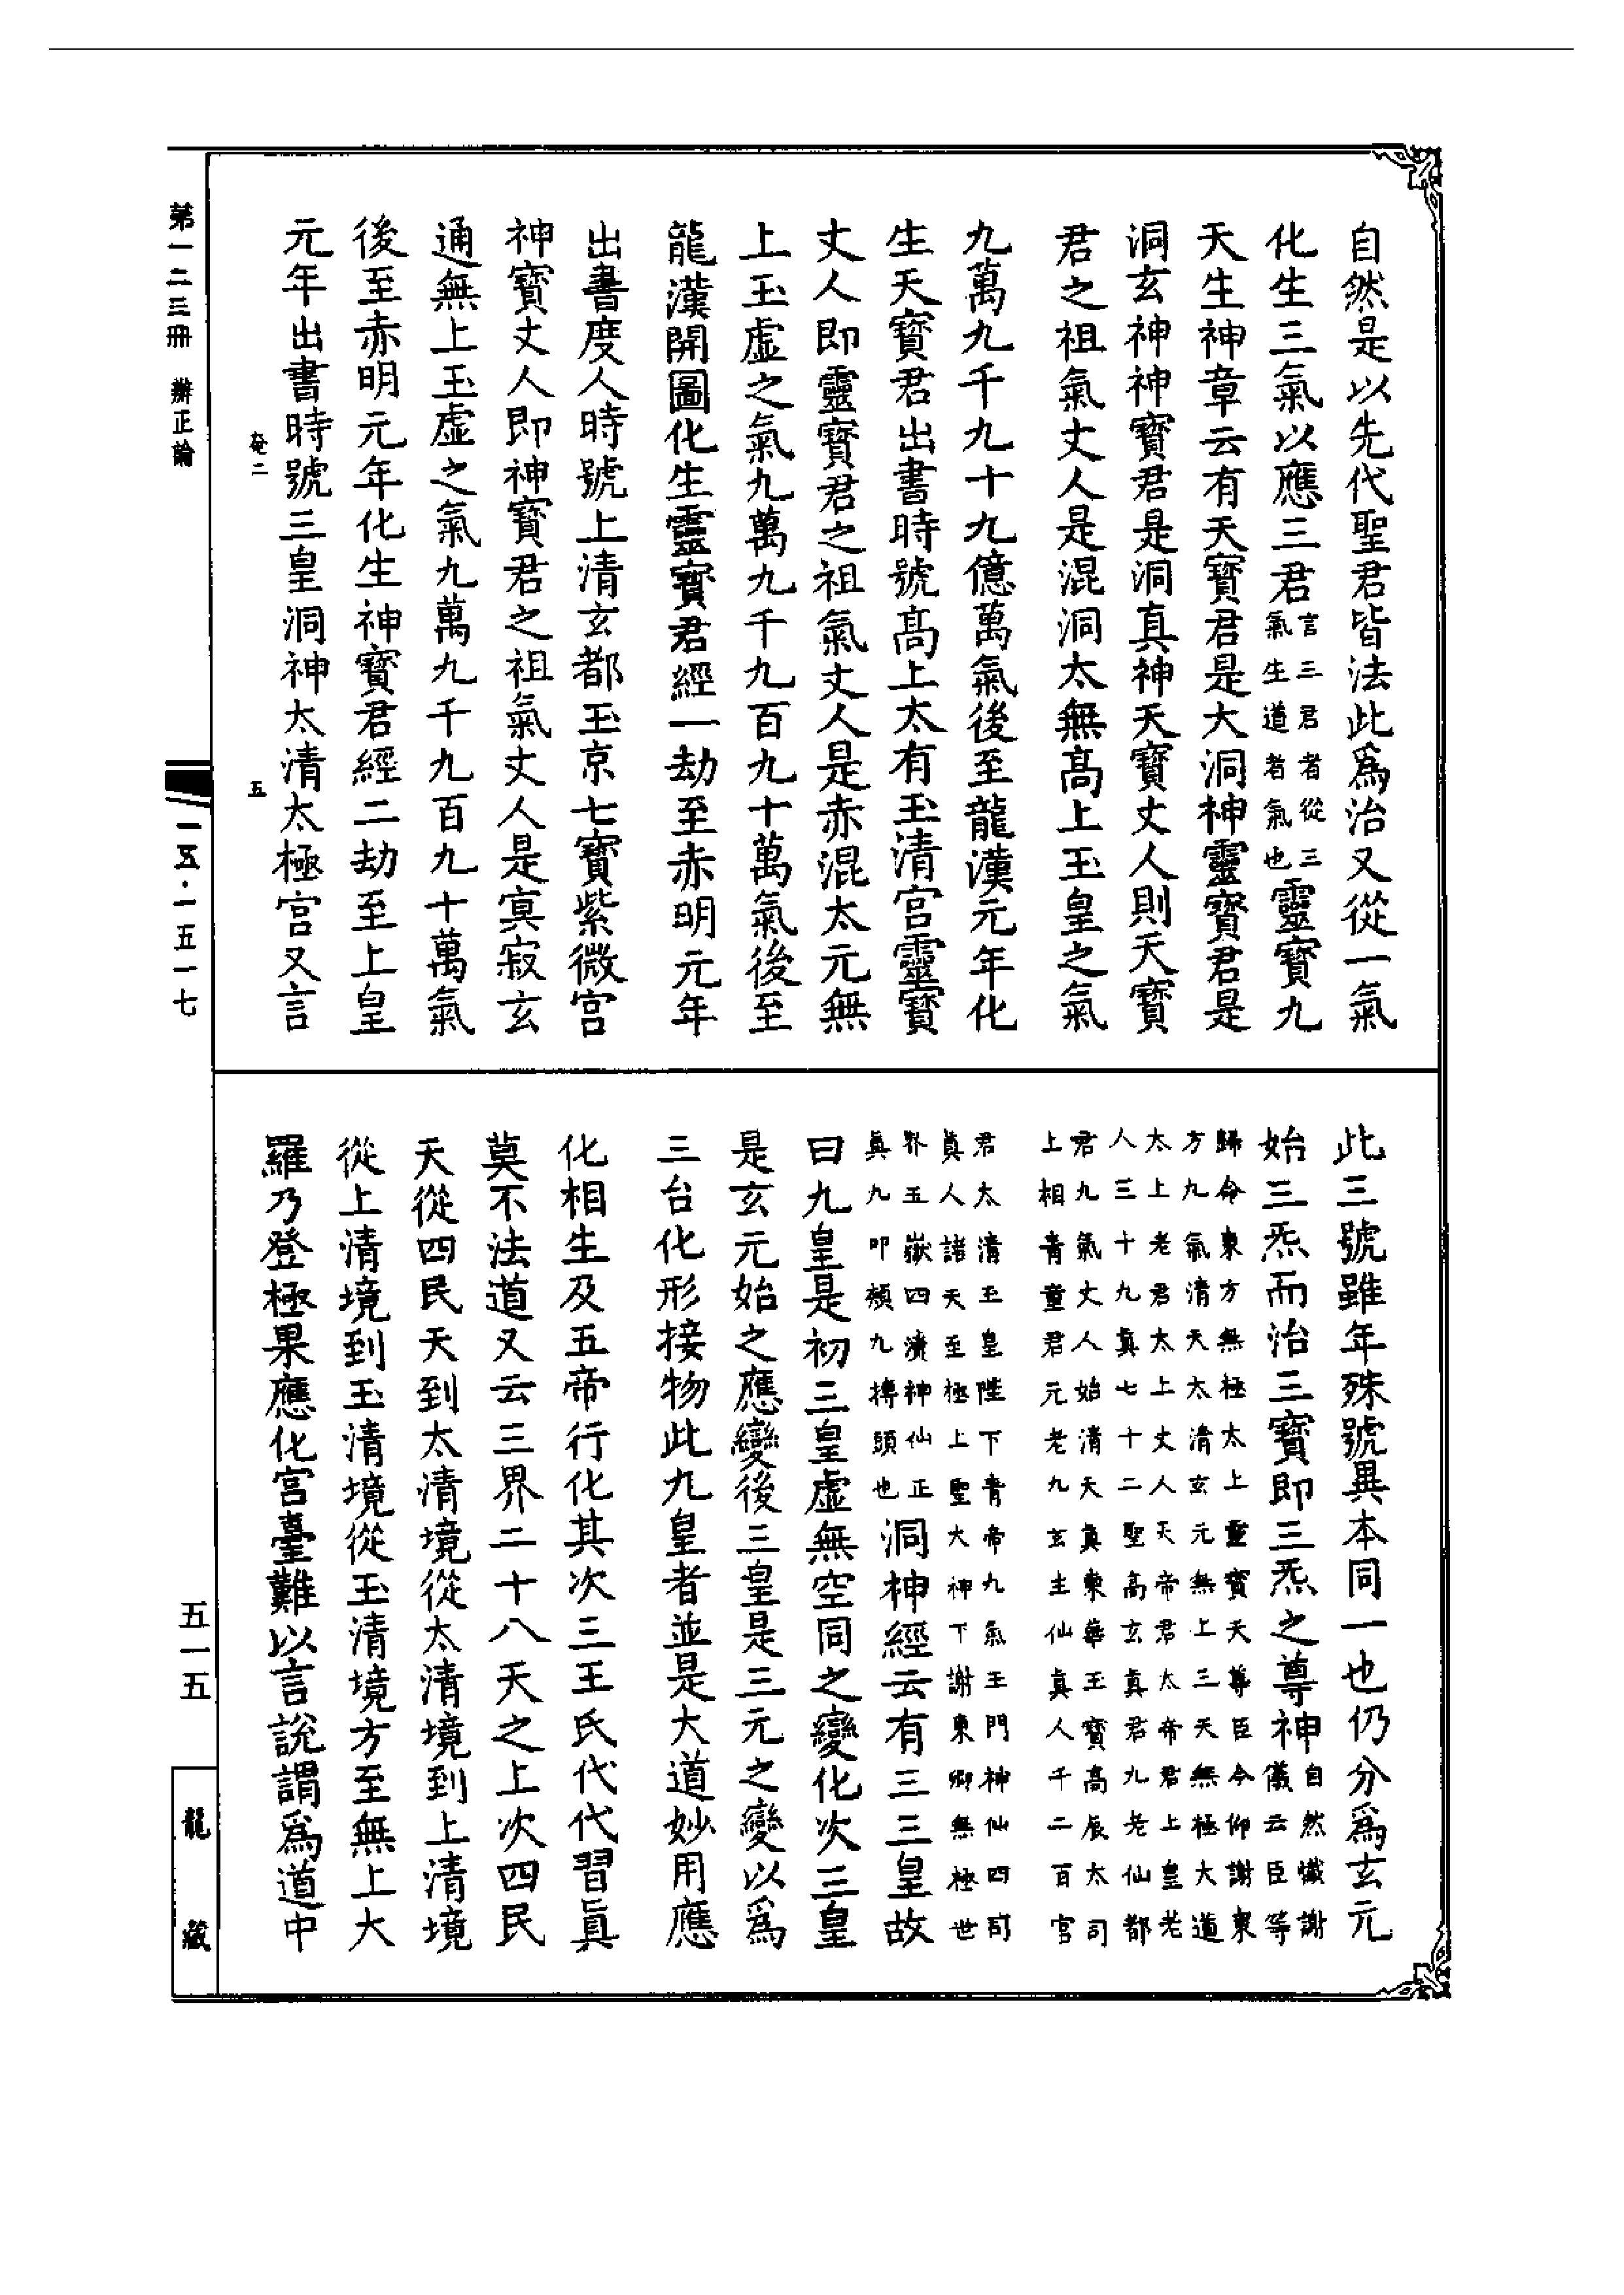 自然是以先代聖君皆法此爲治又從一氣
化生三氣以應三君言三君者從三氣生道者氣也靈寶九
天生神章云有天寶君是大洞神靈寶君是
洞玄神神寶君是洞真神天寶丈人則天寶
君之祖氣丈人是混洞太無高上玉皇之氣
九萬九千九十九億萬氣後至龍漢元年化
生天寶君出書時號高上太有玉清宮靈寶
丈人即靈寶君之祖氣丈人是赤混太元無
上玉虛之氣九萬九千九百九十萬氣後至
龍漢開圖化生靈寶君經一劫至赤明元年
出書度人時號上清玄都玉京七寶紫微宮
神寶丈人即神寶君之祖氣丈人是寞寂玄
通無上玉虛之氣九萬九千九百九十萬氣
後至赤明元年化生神寶君經二劫至上皇
元年出書時號三皇洞神太清太極宮又言
此三號雖年殊號異本同一也仍分爲玄元
始三炁而治三寶即三炁之尊神自然懺謝儀云臣等
歸命東方無極太上靈寶天尊臣今仰謝東
方九氣清天太清玄元無上三天無極大道
太上老君太上丈人天帝君太帝君上皇老
人三十九真七十二聖高玄真君九老仙都
君九氣丈人始清天真東華玉寶高辰太司
上相青童君元老九玄主仙真人千二百官
君太清玉皇陛下青帝九氣玉門神仙四司
真人諸天至極上聖大神下謝東鄉無極世
界五嶽四瀆神仙正
真九叩頭九搏頭也
洞神經云有三三皇故
曰九皇是初三皇虛無空同之變化次三皇
是玄元始之應變後三皇是三元之變以爲
三台化形接物此九皇者並是大道妙用應
化相生及五帝行化其次三王氏代代習眞
莫不法道又云三界二十八天之上次四民
天從四民天到太清境從太清境到上清境
從上清境到玉清境從玉清境方至無上大
羅乃登極果應化宮臺難以言說謂爲道中
第一二三冊 辯正論
卷二
五
一五·一五一七
五一五
龍藏